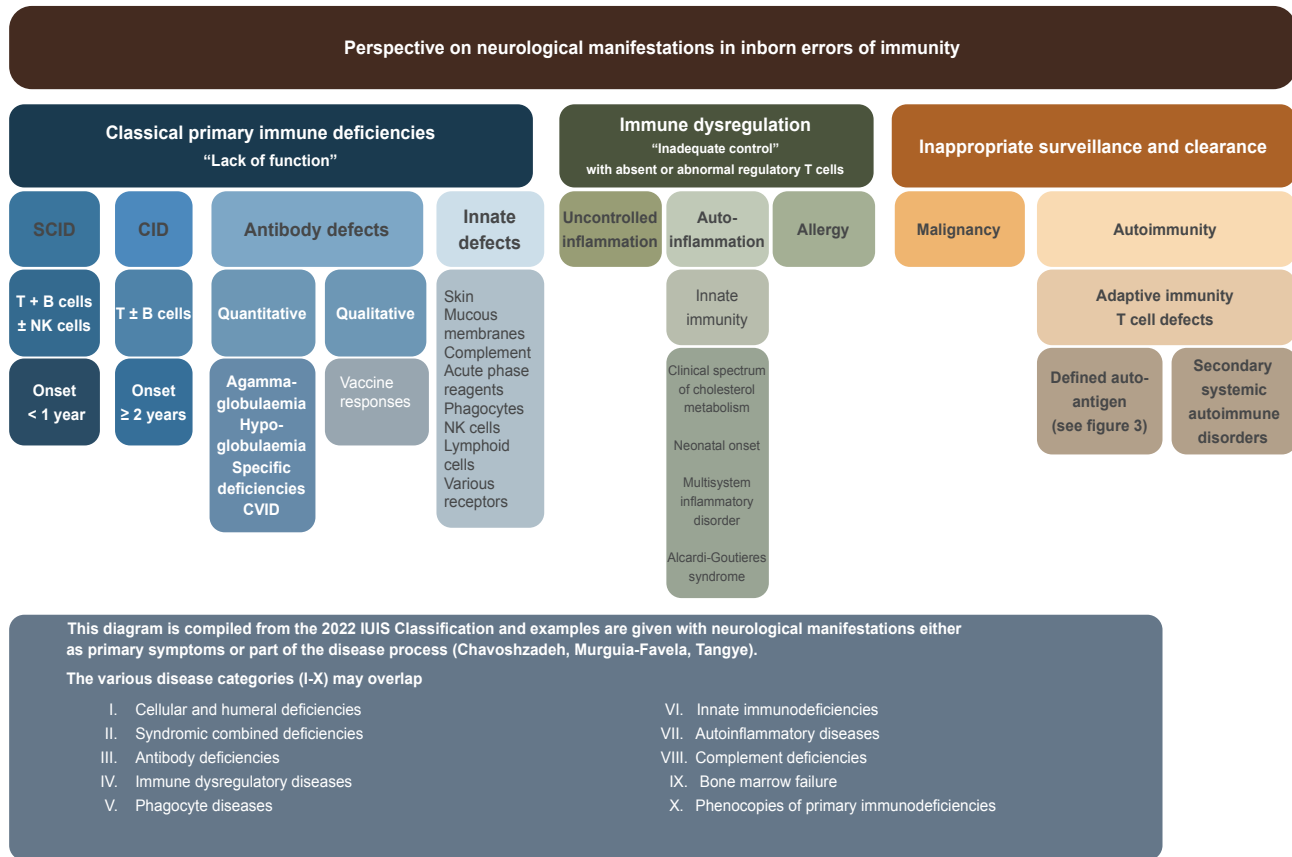 Perspective on neurological manifestations in inborn errors of immunity
Classical primary immune deficiencies
“Lack of function”
Immune dysregulation
“Inadequate control”
with absent or abnormal regulatory T cells
Inappropriate surveillance and clearance
SCID
CID
Antibody defects
Innate
defects
Uncontrolled
inflammation
Auto-
inflammation
Allergy
Malignancy
Autoimmunity
T + B cells
± NK cells
T ± B cells
Quantitative
Qualitative
Skin
Mucous
membranes
Complement
Acute phase
reagents
Phagocytes
NK cells
Lymphoid
cells
Various
receptors
Innate
immunity
Adaptive immunity
T cell defects
Onset
< 1 year
Onset
≥ 2 years
Agamma-
globulaemia
Hypo-
globulaemia
Specific
deficiencies
CVID
Vaccine
responses
Clinical spectrum
of cholesterol
metabolism
Neonatal onset
Multisystem
inflammatory
disorder
Alcardi-Goutieres
syndrome
Defined auto-
antigen
(see figure 3)
Secondary
systemic
autoimmune
disorders
This diagram is compiled from the 2022 IUIS Classification and examples are given with neurological manifestations either
as primary symptoms or part of the disease process (Chavoshzadeh, Murguia-Favela, Tangye).
The various disease categories (I-X) may overlap
I. Cellular and humeral deficiencies
II. Syndromic combined deficiencies
III. Antibody deficiencies
IV. Immune dysregulatory diseases
V. Phagocyte diseases
VI. Innate immunodeficiencies
VII. Autoinflammatory diseases
VIII. Complement deficiencies
IX. Bone marrow failure
X. Phenocopies of primary immunodeficiencies